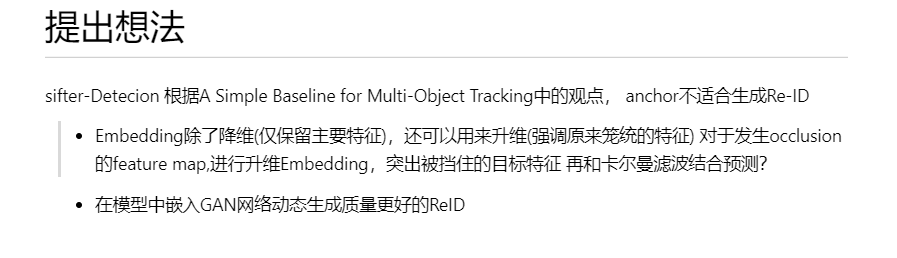 提出想法
sifter-Detecion 根据A Simple Baseline for Multi-Object Tracking中的观点， anchor不适合生成Re-ID
Embedding除了降维(仅保留主要特征)，还可以用来升维(强调原来笼统的特征) 对于发生occlusion
的feature map,进行升维Embedding，突出被挡住的目标特征 再和卡尔曼滤波结合预测?
在模型中嵌入GAN网络动态生成质量更好的ReID